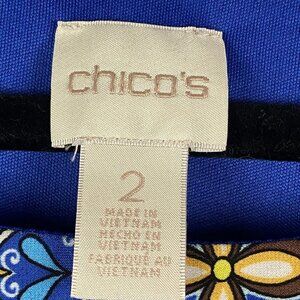 chico's
2
MADE IN
VIETNAM
HECHO EN
VIETNAM
FABRIQUÉ AU
VIETNAM